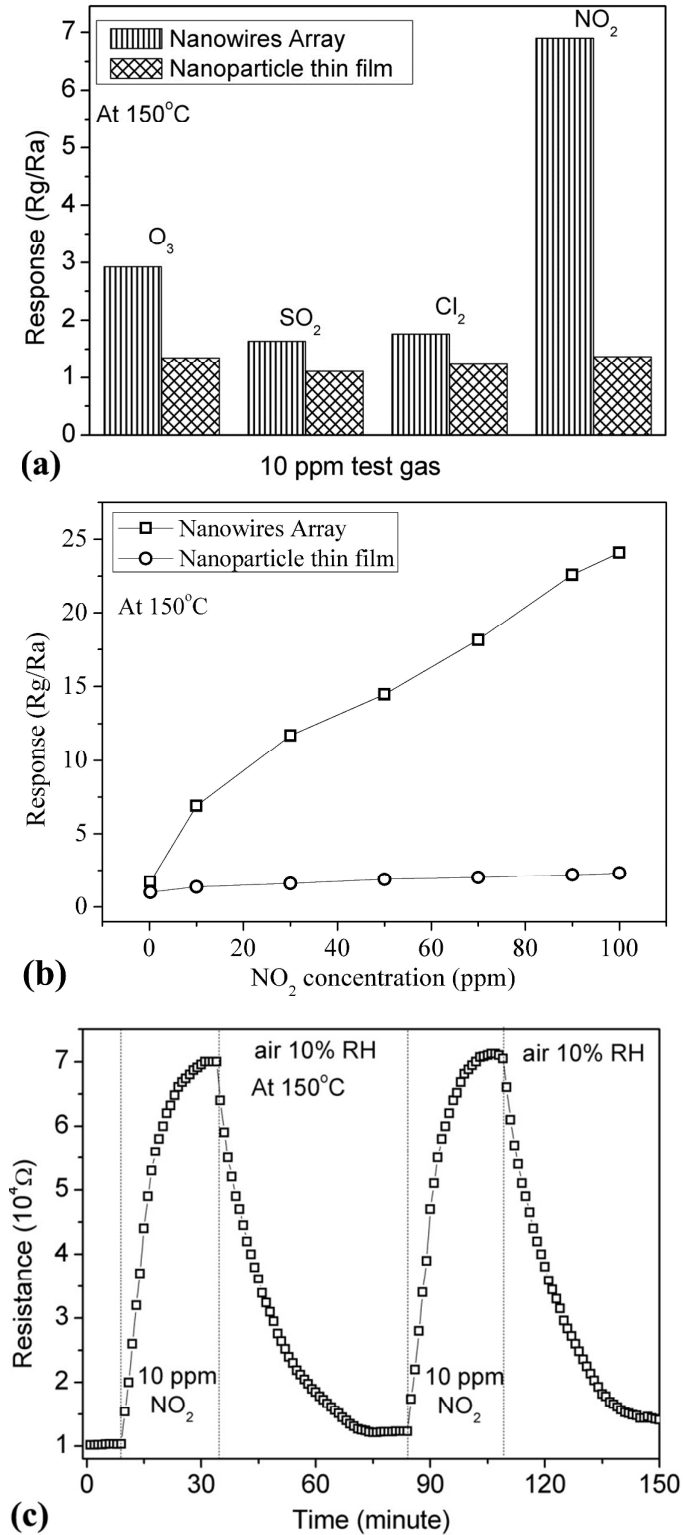 7
Nanowires Array
NO2
Nanoparticle thin film
6
At 150oC
5
4
O3
3
SO2
Cl2
2
1
0
Response (Rg/Ra)
(a)
10 ppm test gas
25
Nanowires Array
Nanoparticle thin film
At 150oC
20
15
10
5
0
Response (Rg/Ra)
0 20 40 60 80 100
(b)
NO2 concentration (ppm)
7
air 10% RH
air 10% RH
At 150oC
6
5
4
3
2
1
10 ppm
NO2
10 ppm
NO2
Resistance (10⁴Ω)
0 30 60 90 120 150
(c)
Time (minute)